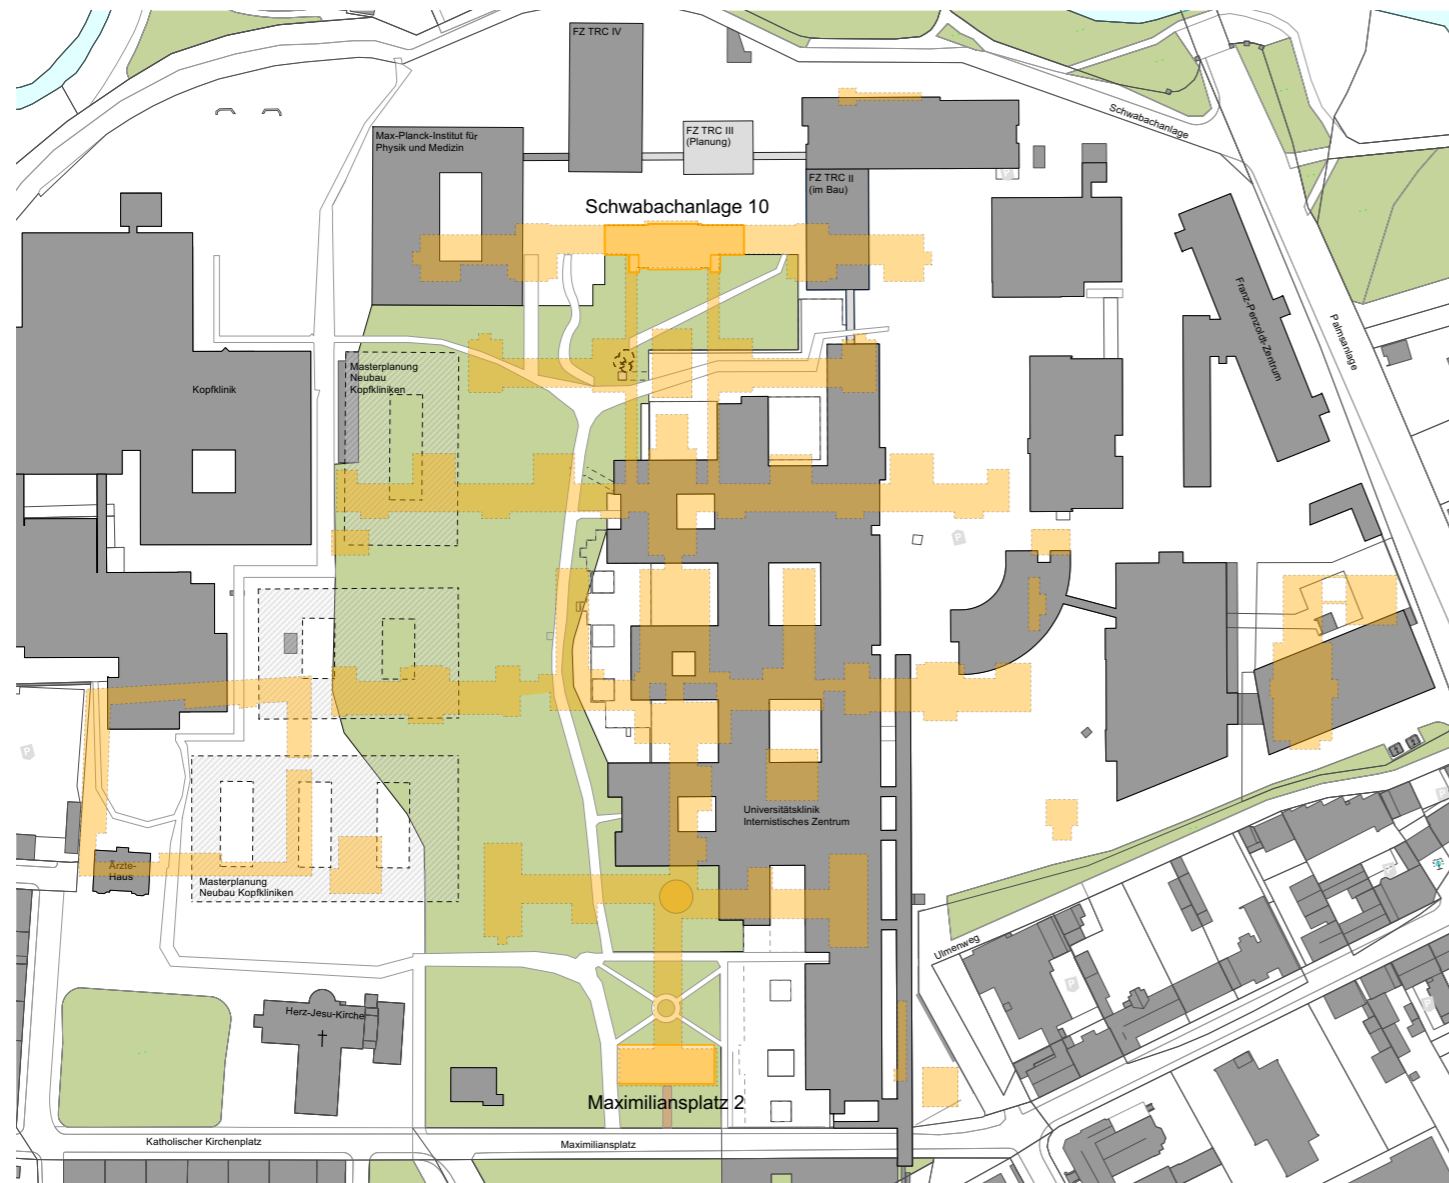 FZ TRC IV
Schwabachanlage
Max-Planck-Institut für
Physik und Medizin
FZ TRC III
(Planung)
FZ TRC II
(im Bau)
P
Schwabachanlage 10
Franz-Penzoldt-Zentrum
Palmsanlage
Kopfklinik
Masterplanung
Neubau
Kopfkliniken
P
P
Universitätsklinik
Internistisches Zentrum
P
Ärzte-
Haus
Masterplanung
Neubau Kopfkliniken
P
Ulmenweg
P
P
Herz-Jesu-Kirche
Maximiliansplatz 2
Katholischer Kirchenplatz
Maximiliansplatz